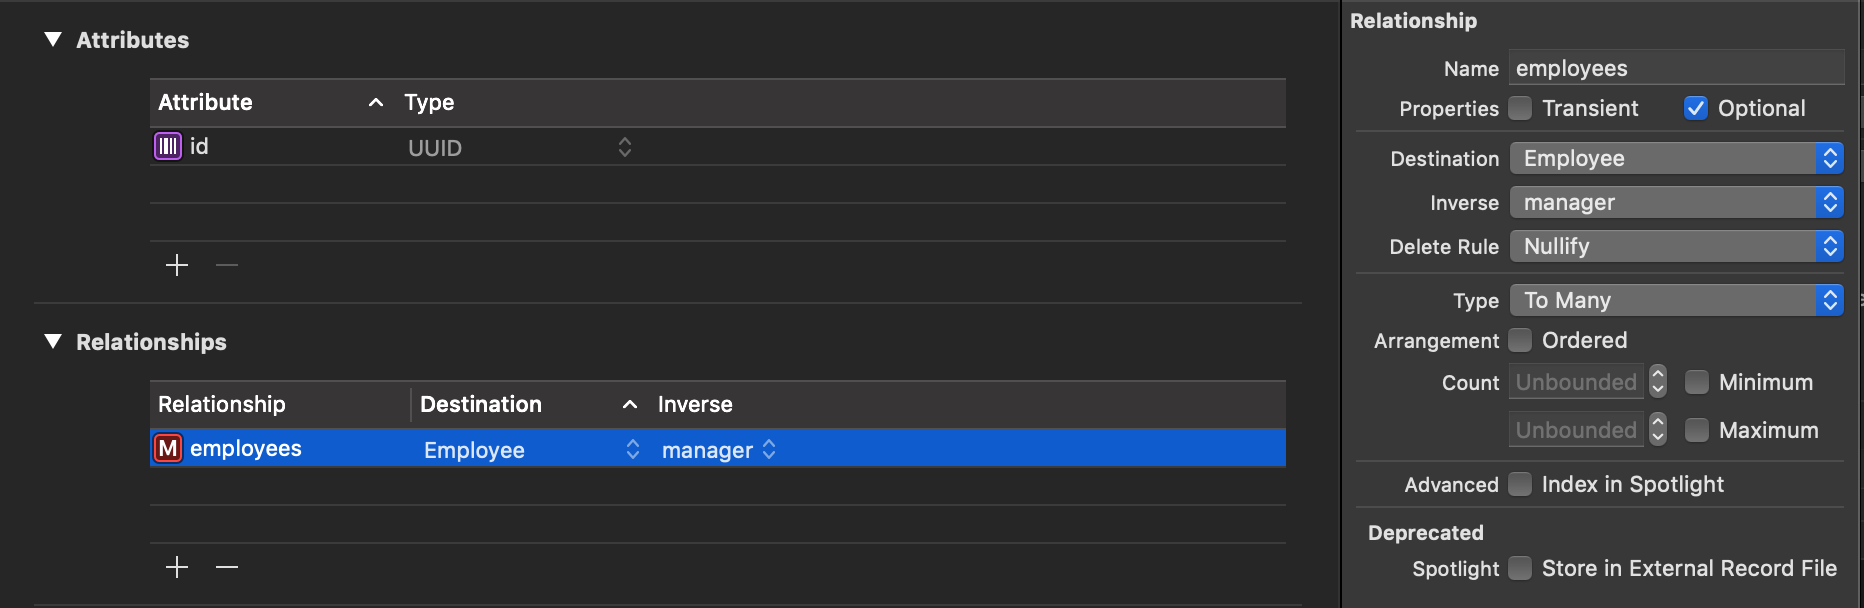 Attributes
Attribute Type
id UUID
Relationships
Relationship Destination Inverse
M employees Employee manager
Relationship
Name employees
Properties Transient Optional
Destination Employee
Inverse manager
Delete Rule Nullify
Type To Many
Arrangement Ordered
Count Unbounded Minimum
Unbounded Maximum
Advanced Index in Spotlight
Deprecated
Spotlight Store in External Record File